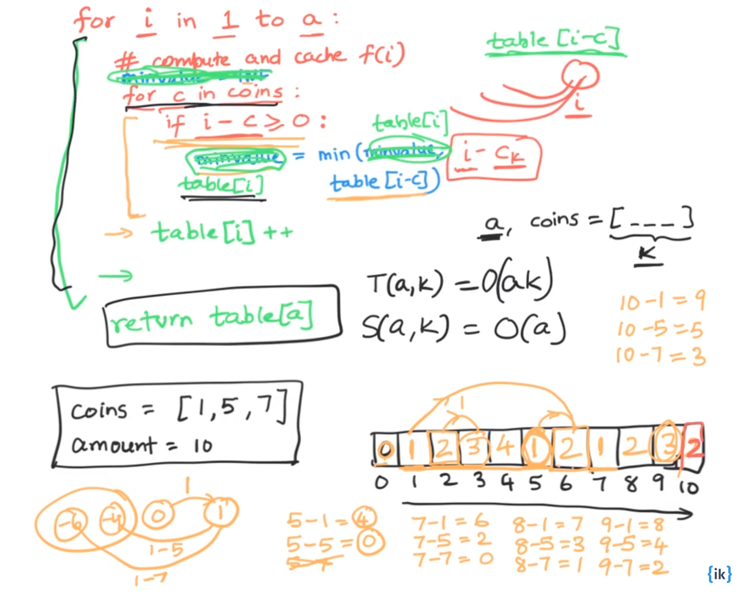 for i in 1 to a :
table [i-c]
# compute and cache f(i)
for c in coins :
i
if i - c ≥ 0 :
table[i]
minvalue = min (minvalue, i - cₖ
table[i] table [i-c])
→ table[i] ++
a, coins = [_ _ _]
k
→
T(a,k) = O(ak)
return table[a]
S(a,k) = O(a)
10 - 1 = 9
10 - 5 = 5
10 - 7 = 3
coins = [1, 5, 7]
amount = 10
1
0 1 2 3 4 1 2 1 2 3 2
0 1 2 3 4 5 6 7 8 9 10
1
-6 -4 0 1
1-5
1-7
5 - 1 = 4
5 - 5 = 0
5 - 7
7 - 1 = 6
7 - 5 = 2
7 - 7 = 0
8 - 1 = 7
8 - 5 = 3
8 - 7 = 1
9 - 1 = 8
9 - 5 = 4
9 - 7 = 2
{ik}